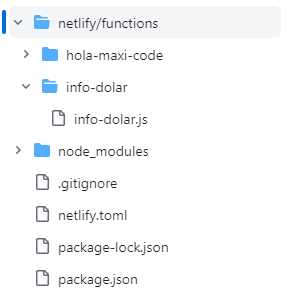 netlify/functions
hola-maxi-code
info-dolar
info-dolar.js
node_modules
.gitignore
netlify.toml
package-lock.json
package.json